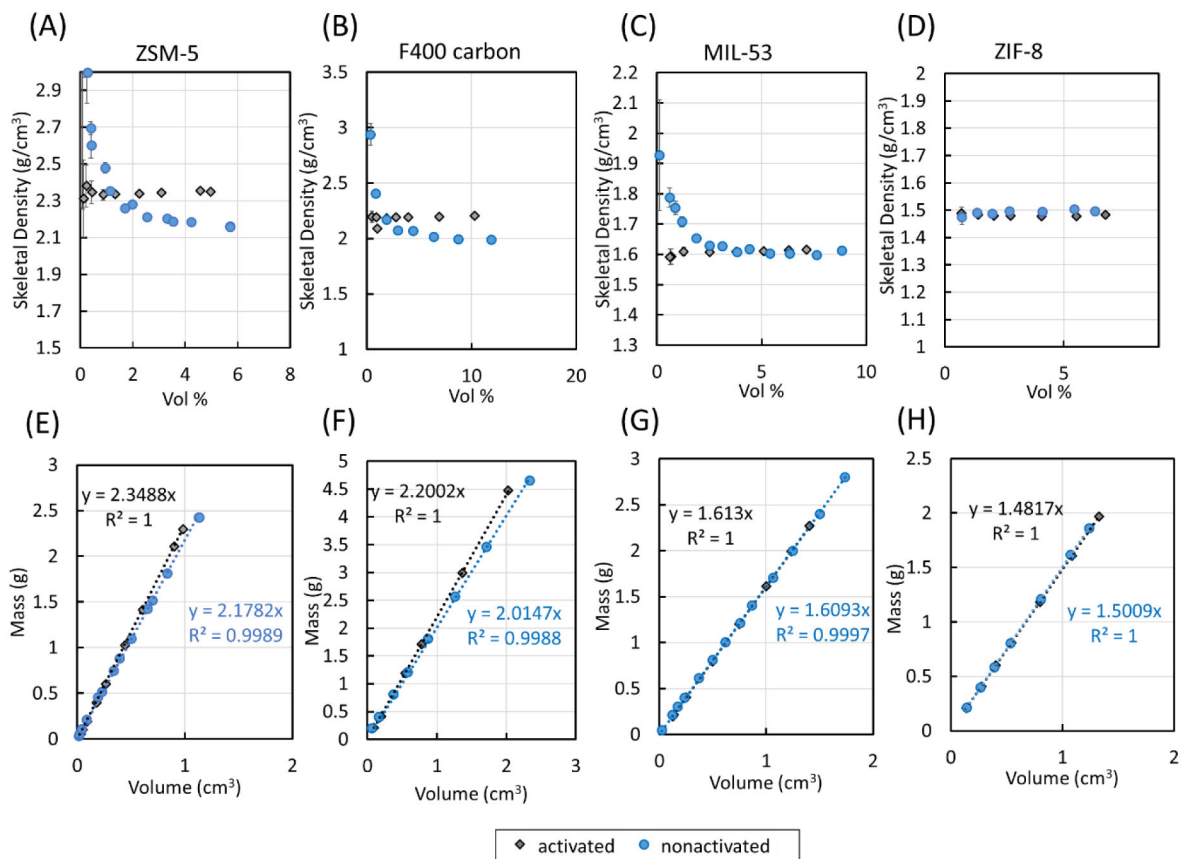 (A)
ZSM-5
Skeletal Density (g/cm³)
2.9
2.7
2.5
2.3
2.1
1.9
1.7
1.5
0
2
4
6
8
Vol %
(B)
F400 carbon
Skeletal Density (g/cm³)
3.5
3
2.5
2
1.5
1
0
10
20
Vol %
(C)
MIL-53
Skeletal Density (g/cm³)
2.2
2.1
2
1.9
1.8
1.7
1.6
1.5
1.4
1.3
0
5
10
Vol %
(D)
ZIF-8
Skeletal Density (g/cm³)
2
1.9
1.8
1.7
1.6
1.5
1.4
1.3
1.2
1.1
1
0
5
Vol %
(E)
Mass (g)
3
2.5
2
1.5
1
0.5
0
y = 2.3488x
R² = 1
y = 2.1782x
R² = 0.9989
0
1
2
Volume (cm³)
(F)
Mass (g)
5
4.5
4
3.5
3
2.5
2
1.5
1
0.5
0
y = 2.2002x
R² = 1
y = 2.0147x
R² = 0.9988
0
1
2
3
Volume (cm³)
(G)
Mass (g)
3
2.5
2
1.5
1
0.5
0
y = 1.613x
R² = 1
y = 1.6093x
R² = 0.9997
0
1
2
Volume (cm³)
(H)
Mass (g)
2.5
2
1.5
1
0.5
0
y = 1.4817x
R² = 1
y = 1.5009x
R² = 1
0
1
2
Volume (cm³)
activated
nonactivated